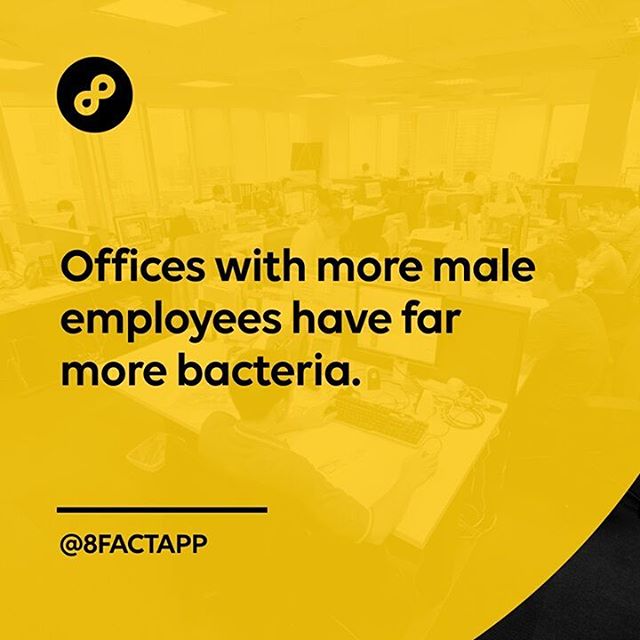 Offices with more male
employees have far
more bacteria.
@8FACTAPP